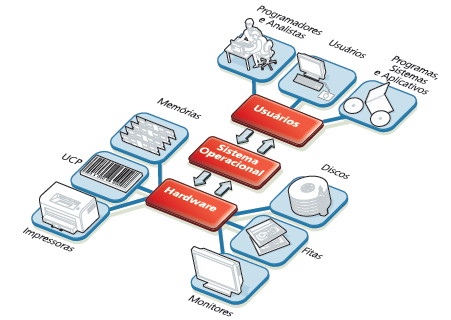 Programadores
e Analistas
Usuários
Programas,
Sistemas
e Aplicativos
Usuários
Memórias
Sistema
Operacional
UCP
Discos
Hardware
Impressoras
Fitas
Monitores